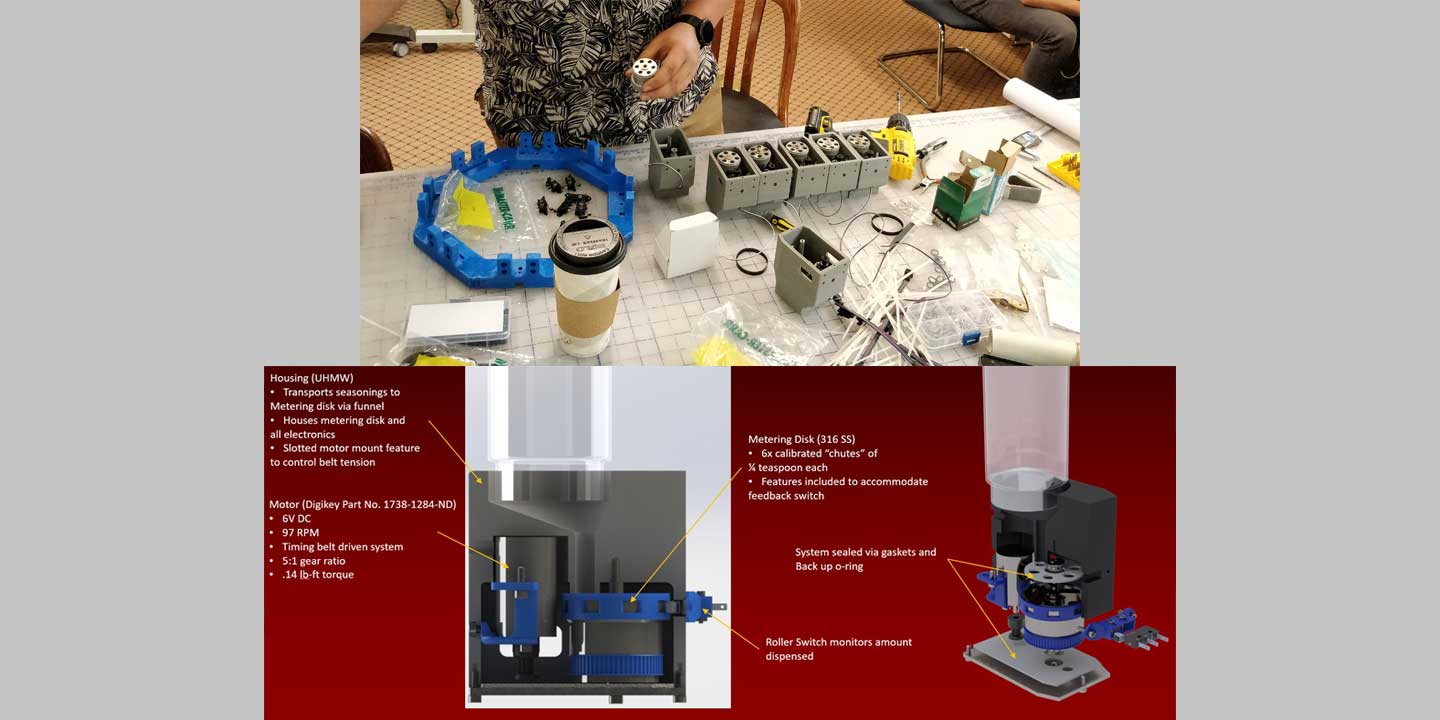 Housing (UHMW)
• Transports seasonings to
Metering disk via funnel
• Houses metering disk and
all electronics
• Slotted motor mount feature
to control belt tension
Motor (Digikey Part No. 1738-1284-ND)
• 6V DC
• 97 RPM
• Timing belt driven system
• 5:1 gear ratio
• .14 lb-ft torque
Metering Disk (316 SS)
• 6x calibrated “chutes” of
¼ teaspoon each
• Features included to accommodate
feedback switch
System sealed via gaskets and
Back up o-ring
Roller Switch monitors amount
dispensed